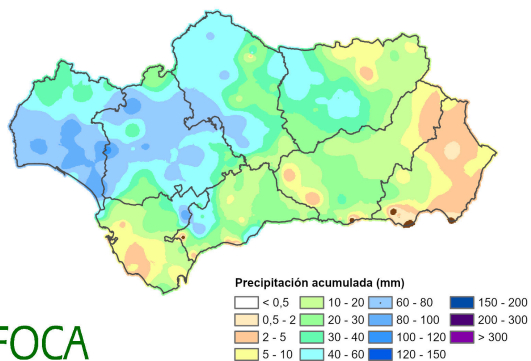 Precipitación acumulada (mm)
< 0,5 10 - 20 60 - 80 150 - 200
0,5 - 2 20 - 30 80 - 100 200 - 300
2 - 5 30 - 40 100 - 120 > 300
5 - 10 40 - 60 120 - 150
FOCA